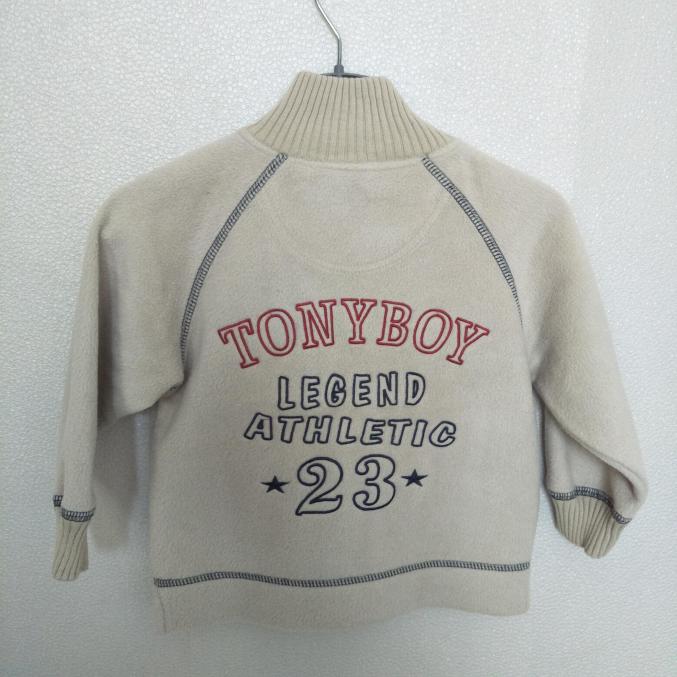 TONYBOY
LEGEND
ATHLETIC
★23★